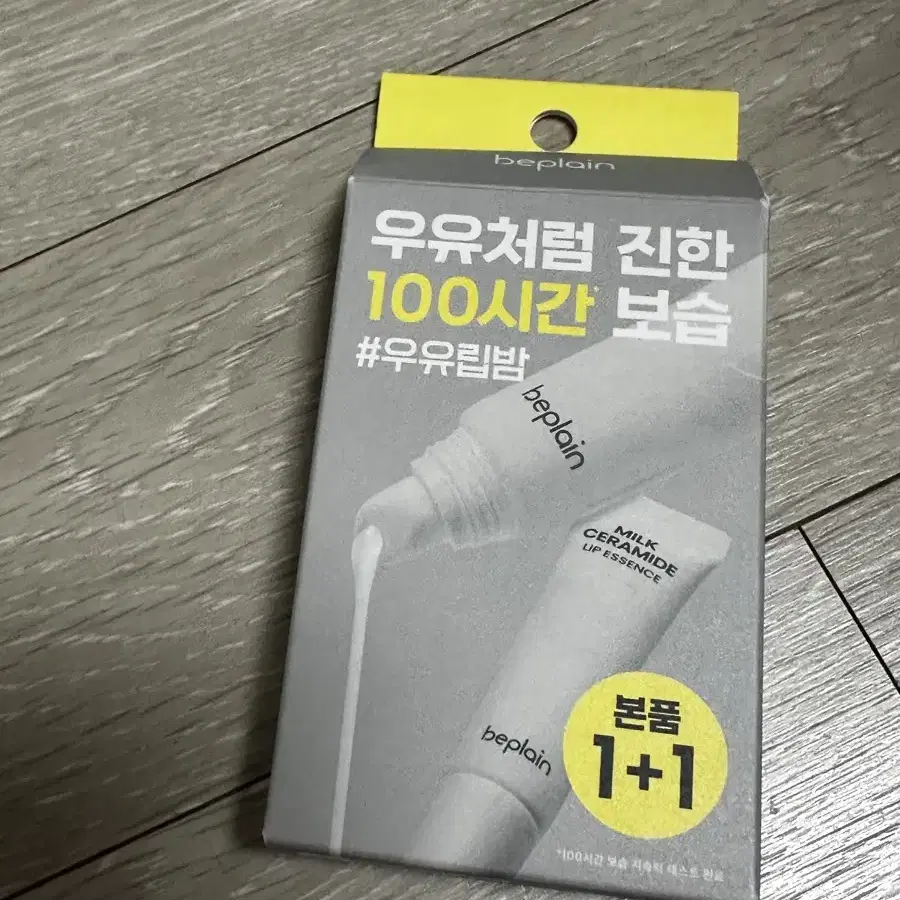 beplain
우유처럼 진한
100시간* 보습
#우유립밤
beplain
MILK
CERAMIDE
LIP ESSENCE
beplain
본품
1+1
*100시간 보습 지속력 테스트 완료